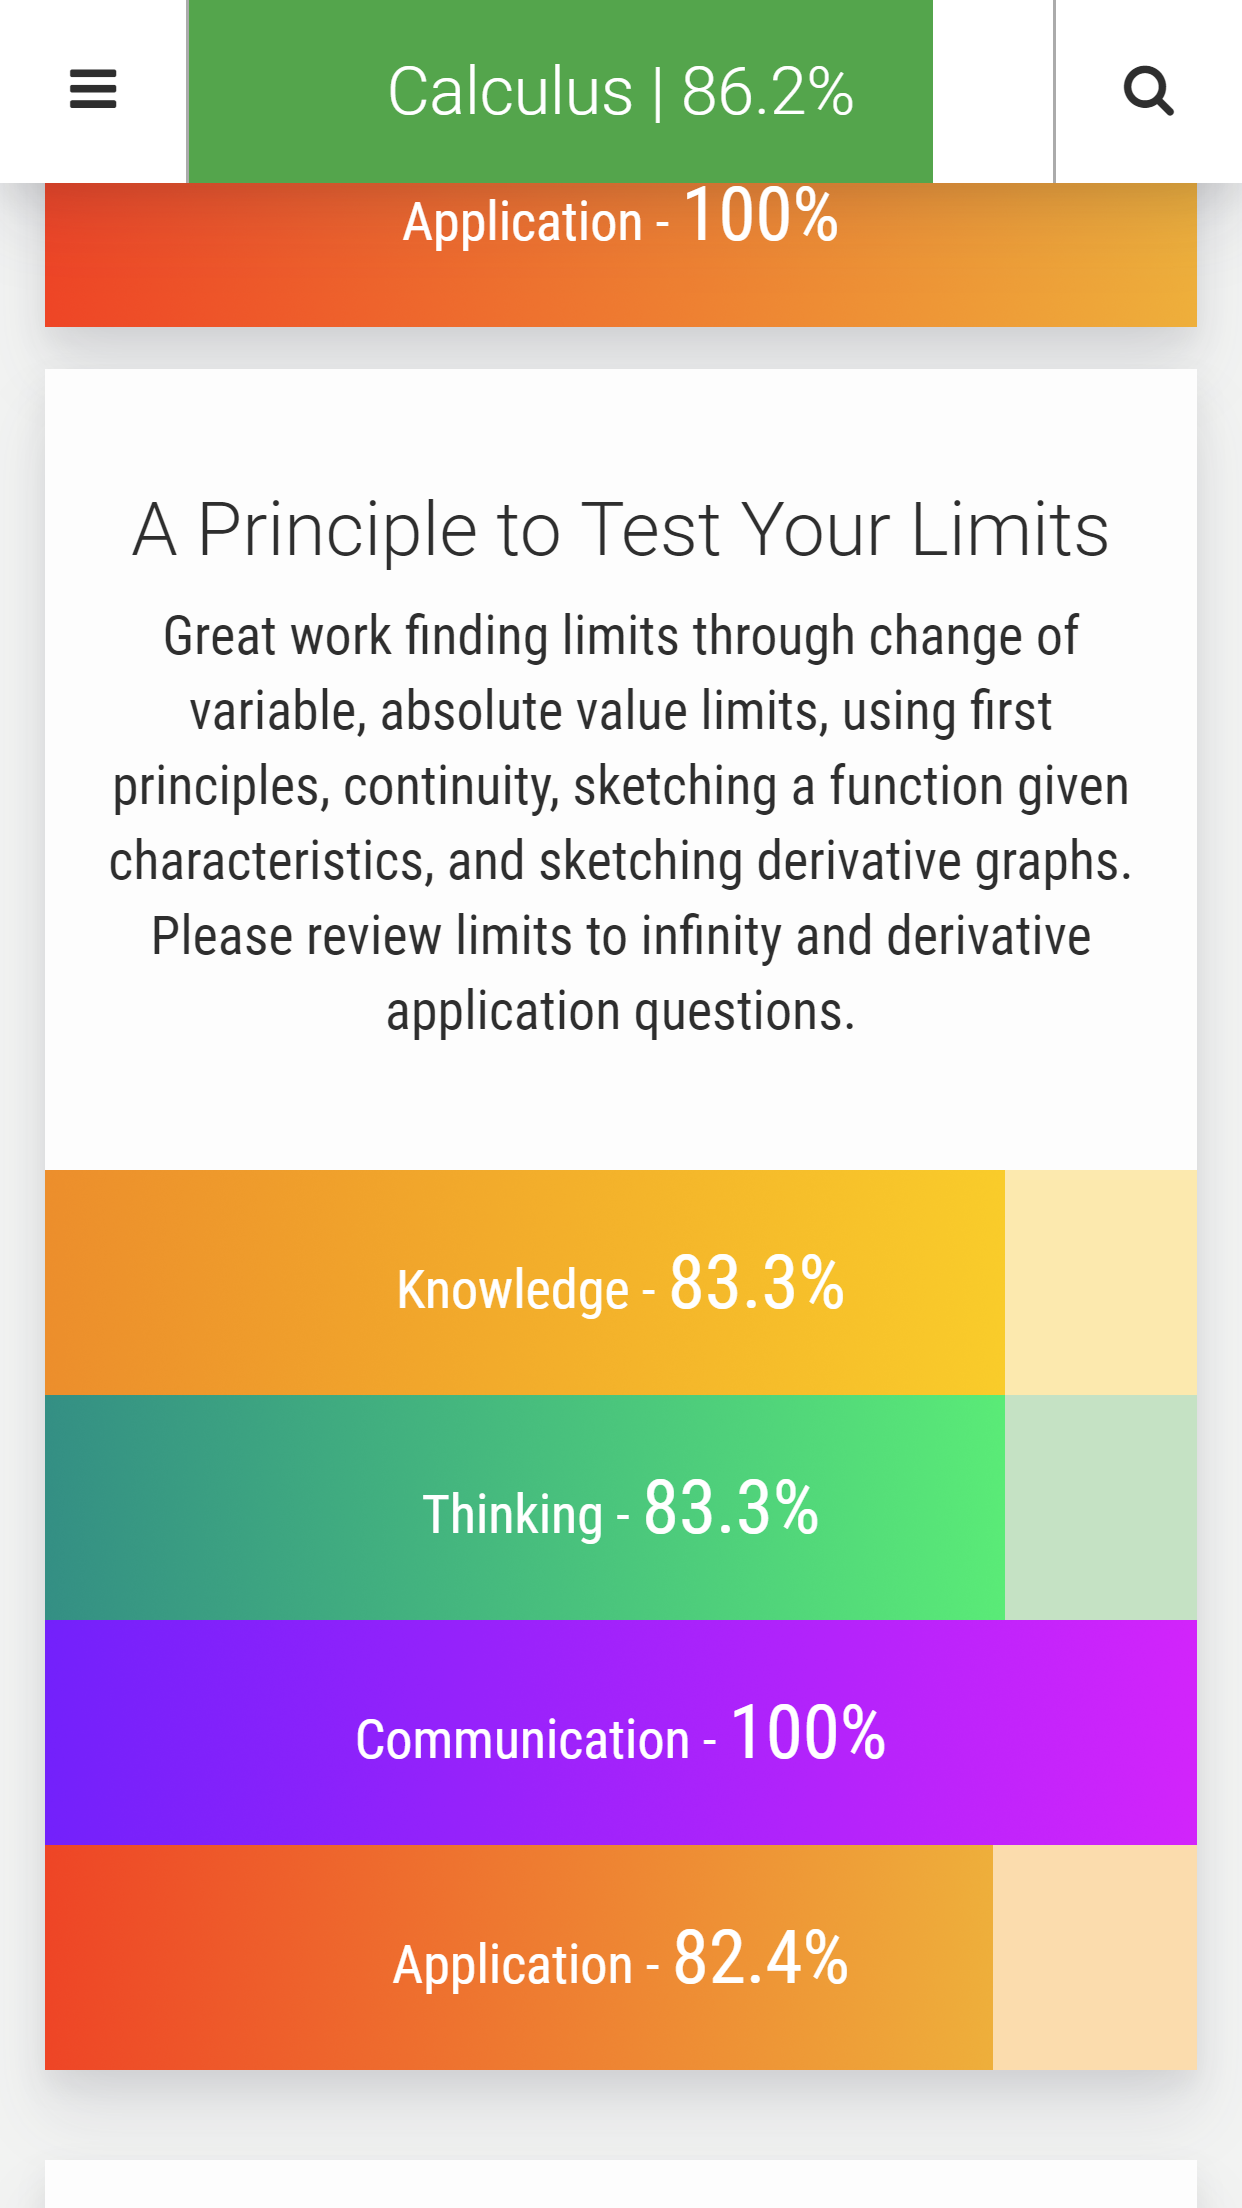 Calculus | 86.2%
Application - 100%
A Principle to Test Your Limits
Great work finding limits through change of
variable, absolute value limits, using first
principles, continuity, sketching a function given
characteristics, and sketching derivative graphs.
Please review limits to infinity and derivative
application questions.
Knowledge - 83.3%
Thinking - 83.3%
Communication - 100%
Application - 82.4%